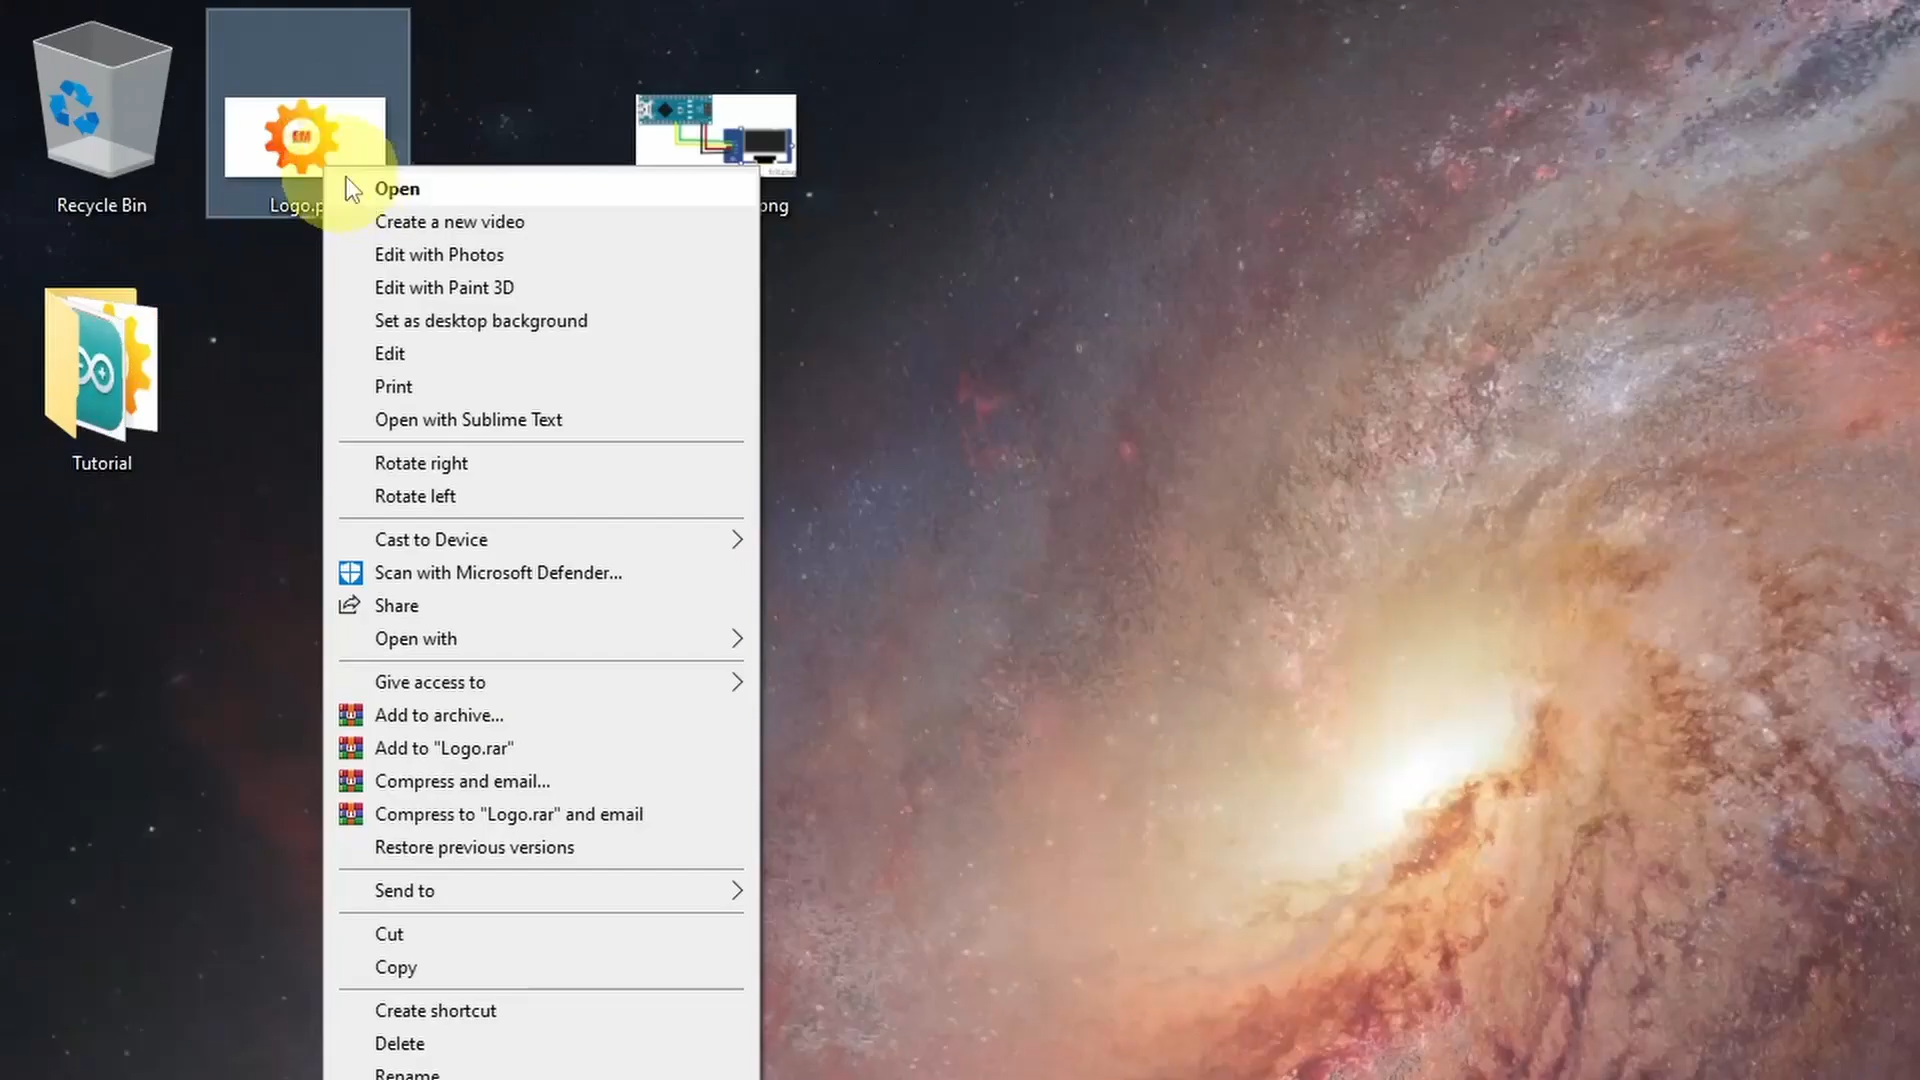 Recycle Bin
Logo.p
png
Tutorial
EM
fritzing
Open
Create a new video
Edit with Photos
Edit with Paint 3D
Set as desktop background
Edit
Print
Open with Sublime Text
Rotate right
Rotate left
Cast to Device
Scan with Microsoft Defender...
Share
Open with
Give access to
Add to archive...
Add to "Logo.rar"
Compress and email...
Compress to "Logo.rar" and email
Restore previous versions
Send to
Cut
Copy
Create shortcut
Delete
Rename